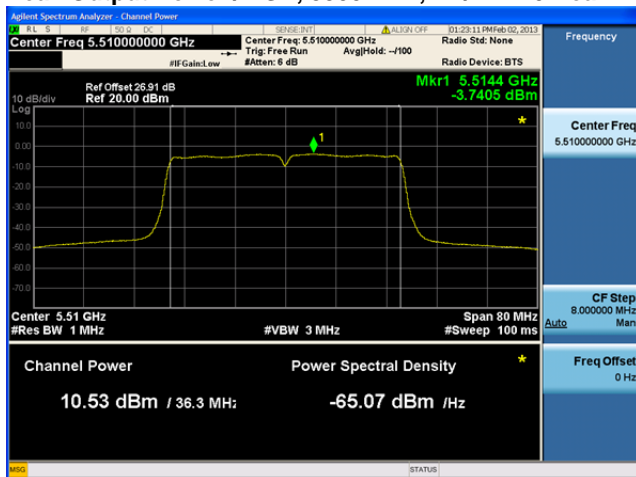 Agilent Spectrum Analyzer - Channel Power
RL S RF 50 Ω DC SENSE:INT ALIGN OFF 01:23:11 PM Feb 02, 2013
Center Freq 5.510000000 GHz
Center Freq: 5.510000000 GHz
Radio Std: None
Trig: Free Run Avg|Hold: --/100
#IFGain:Low #Atten: 6 dB Radio Device: BTS
Frequency
Ref Offset 26.91 dB
10 dB/div Ref 20.00 dBm
Mkr1 5.5144 GHz
-3.7405 dBm
Log
10.0
0.00
-10.0
-20.0
-30.0
-40.0
-50.0
-60.0
-70.0
1
Center 5.51 GHz Span 80 MHz
#Res BW 1 MHz #VBW 3 MHz #Sweep 100 ms
Center Freq
5.510000000 GHz
CF Step
8.000000 MHz
Auto Man
Freq Offset
0 Hz
Channel Power Power Spectral Density
10.53 dBm / 36.3 MHz -65.07 dBm /Hz
MSG STATUS